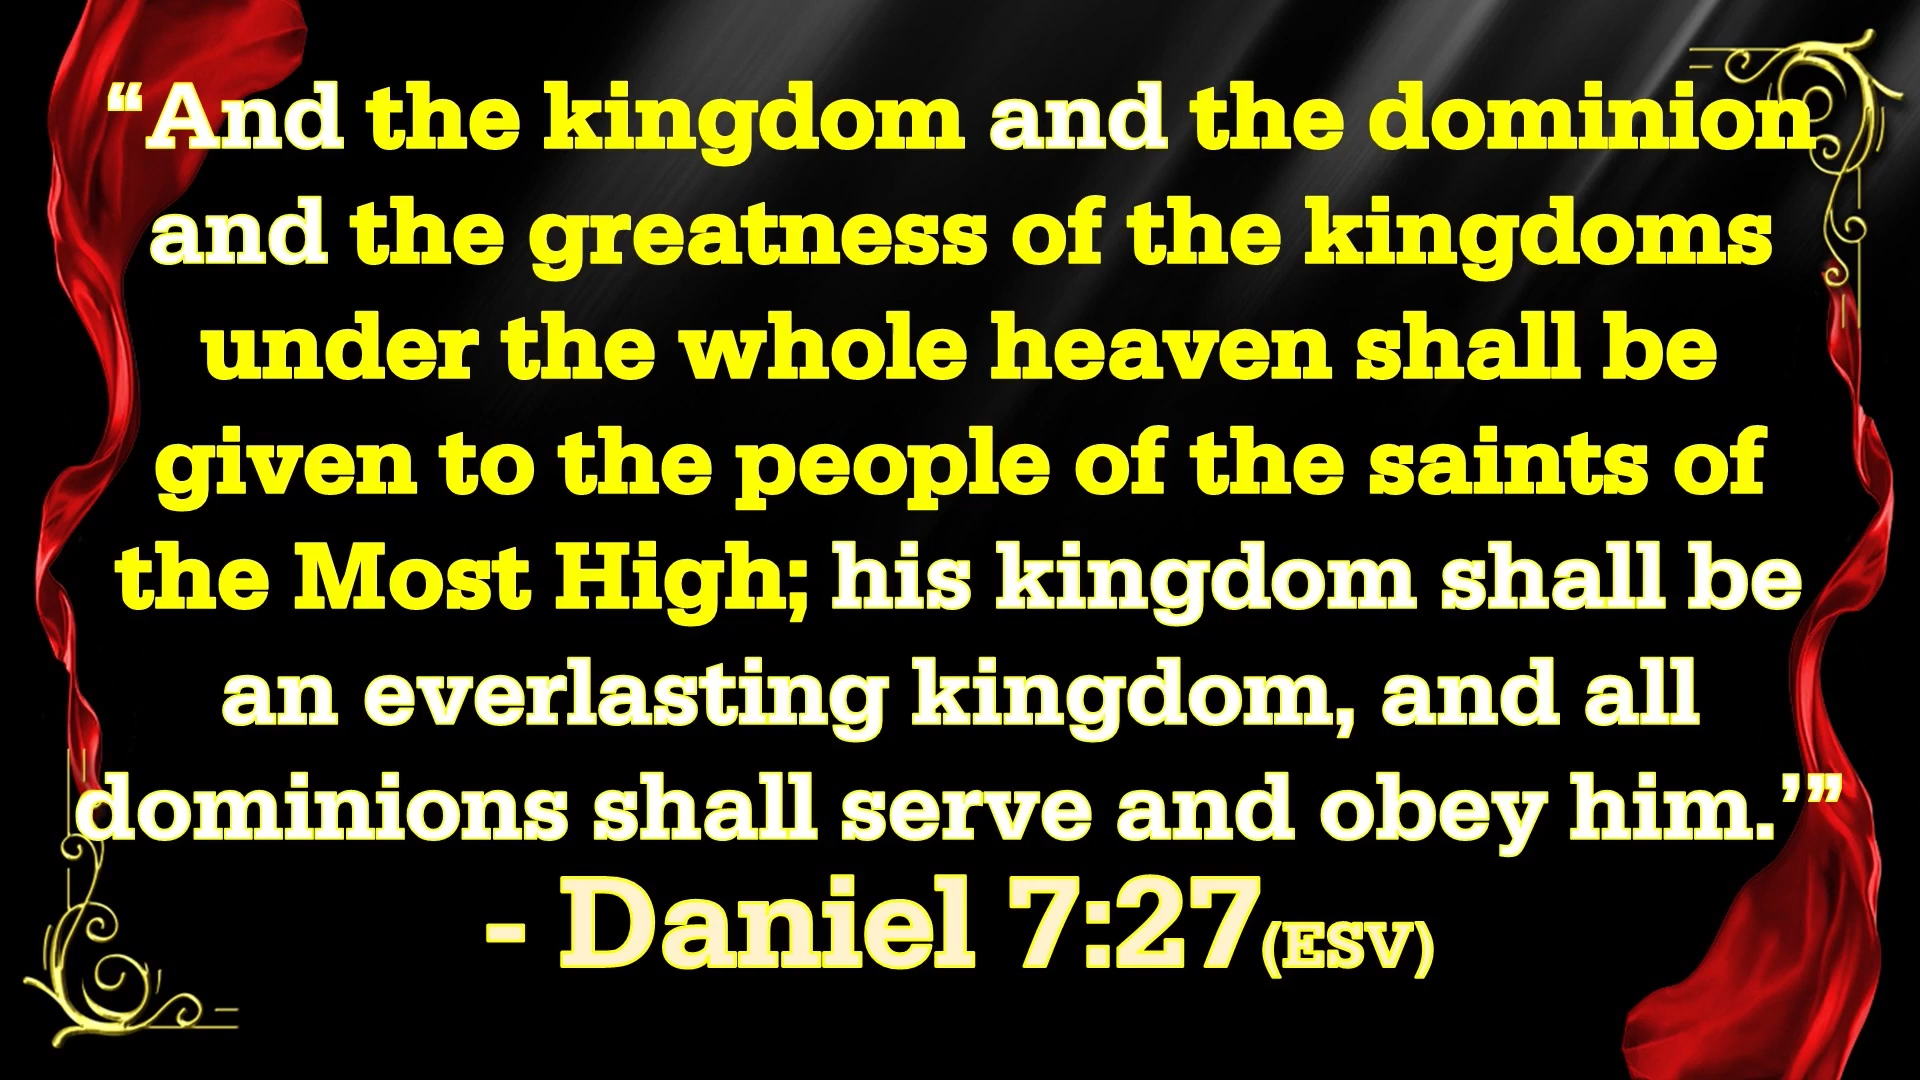 “And the kingdom and the dominion
and the greatness of the kingdoms
under the whole heaven shall be
given to the people of the saints of
the Most High; his kingdom shall be
an everlasting kingdom, and all
dominions shall serve and obey him.’”
- Daniel 7:27(ESV)